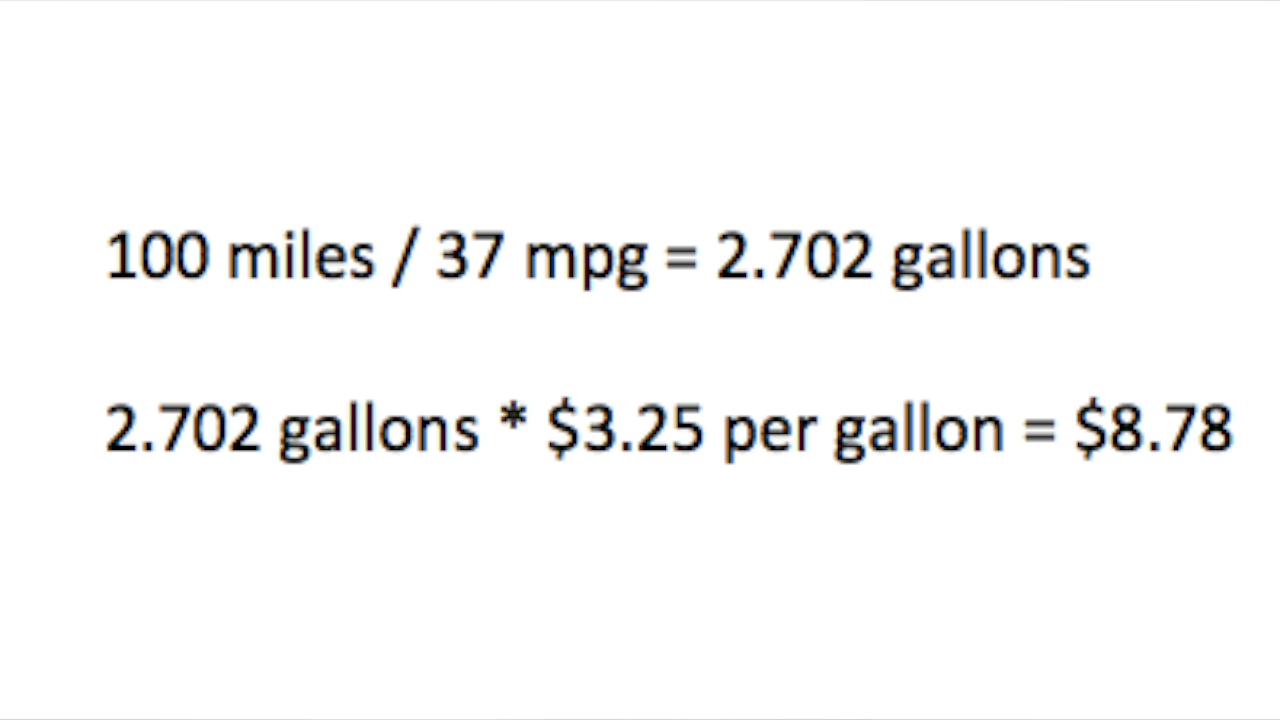 100 miles / 37 mpg = 2.702 gallons
2.702 gallons * $3.25 per gallon = $8.78